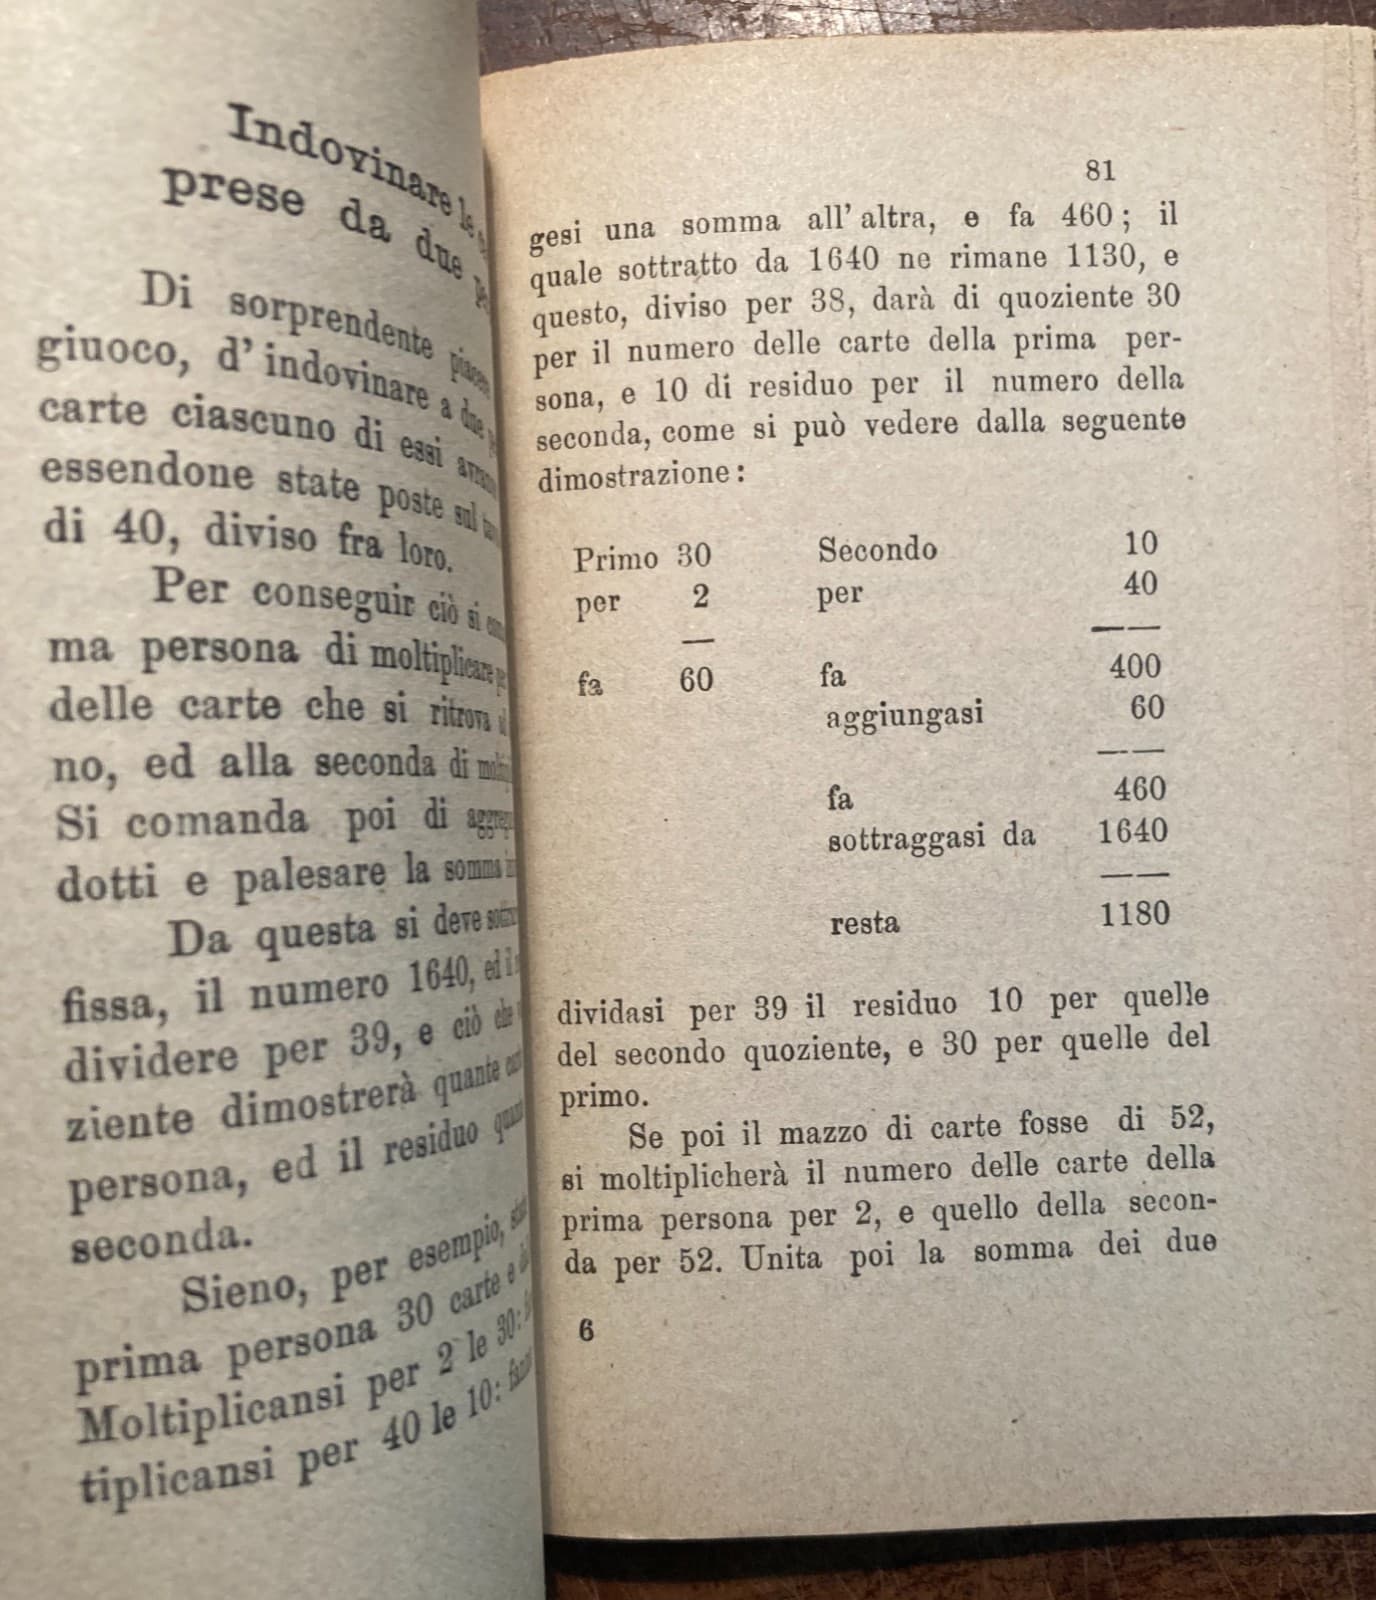 Indovinare le
prese da due
Di sorprendente
giuoco, d' indovinare a due
carte ciascuno di essi
essendone state poste sul
di 40, diviso fra loro.
Per conseguir ciò si
ma persona di moltiplicare
delle carte che si ritrova
no, ed alla seconda di
Si comanda poi di
dotti e palesare la somma
Da questa si deve
fissa, il numero 1640, ed il
dividere per 39, e ciò che
ziente dimostrerà quante
persona, ed il residuo
seconda.
Sieno, per esempio,
prima persona 30 carte e
Moltiplicansi per 2 le 30:
tiplicansi per 40 le 10:
81
gesi una somma all' altra, e fa 460; il
quale sottratto da 1640 ne rimane 1130, e
questo, diviso per 38, darà di quoziente 30
per il numero delle carte della prima per-
sona, e 10 di residuo per il numero della
seconda, come si può vedere dalla seguente
dimostrazione:
Primo 30 Secondo 10
per 2 per 40
fa 60 fa 400
aggiungasi 60
fa 460
sottraggasi da 1640
resta 1180
dividasi per 39 il residuo 10 per quelle
del secondo quoziente, e 30 per quelle del
primo.
Se poi il mazzo di carte fosse di 52,
si moltiplicherà il numero delle carte della
prima persona per 2, e quello della secon-
da per 52. Unita poi la somma dei due
6